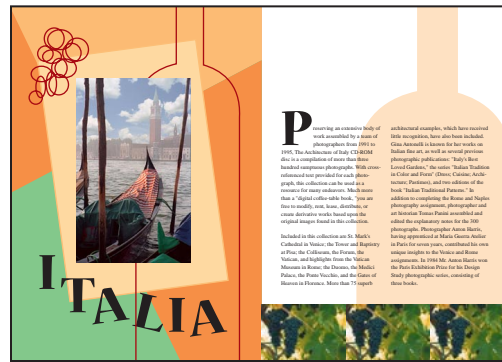 ITALIA
Preserving an extensive body of
work assembled by a team of
photographers from 1991 to
1995, The Architecture of Italy CD-ROM
disc is a compilation of more than three
hundred sumptuous photographs. With cross-
referenced text provided for each photo-
graph, this collection can be used as a
resource for many endeavors. Much more
than a "digital coffee-table book, "you are
free to modify, rent, lease, distribute, or
create derivative works based upon the
original images found in this collection.
Included in this collection are St. Mark's
Cathedral in Venice; the Tower and Baptistry
at Pisa; the Colliseum, the Forum, the
Vatican, and highlights from the Vatican
Museum in Rome; the Duomo, the Medici
Palace, the Ponte Vecchio, and the Gates of
Heaven in Florence. More than 75 superb
architectural examples, which have received
little recognition, have also been included.
Gina Antonelli is known for her works on
Italian fine art, as well as several previous
photographic publications: "Italy's Best
Loved Gardens," the series "Italian Tradition
in Color and Form" (Dress; Cuisine; Archi-
tecture; Pastimes), and two editions of the
book "Italian Traditional Patterns." In
addition to completing the Rome and Naples
photography assignment, photographer and
art historian Tomas Panini assembled and
edited the explanatory notes for the 300
photographs. Photographer Anton Harris,
having apprenticed at Maria Guerra Atelier
in Paris for seven years, contributed his own
unique insights to the Venice and Rome
assignments. In 1984 Mr. Anton Harris won
the Paris Exhibition Prize for his Design
Study photographic series, consisting of
three books.